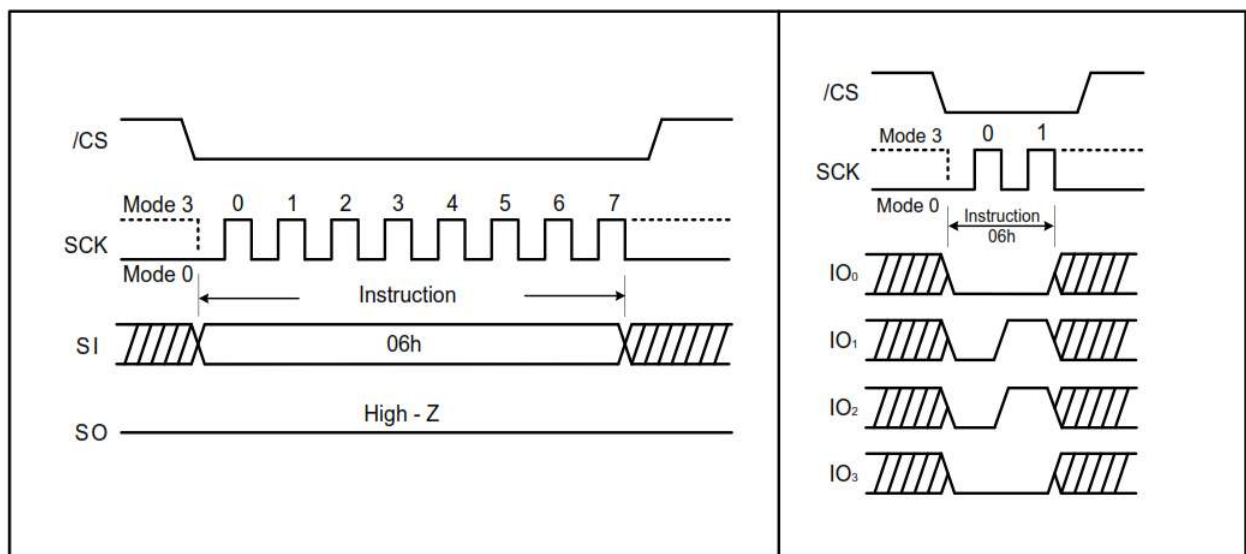 /CS
Mode 3
0 1 2 3 4 5 6 7
SCK
Mode 0
Instruction
SI
06h
High - Z
SO
/CS
Mode 3
0 1
SCK
Mode 0
Instruction
06h
IO₀
IO₁
IO₂
IO₃